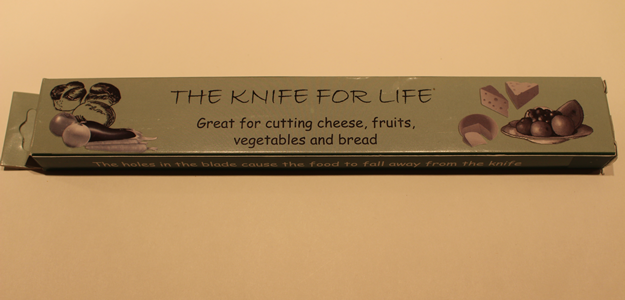 THE KNIFE FOR LIFE
Great for cutting cheese, fruits,
vegetables and bread
The holes in the blade cause the food to fall away from the knife